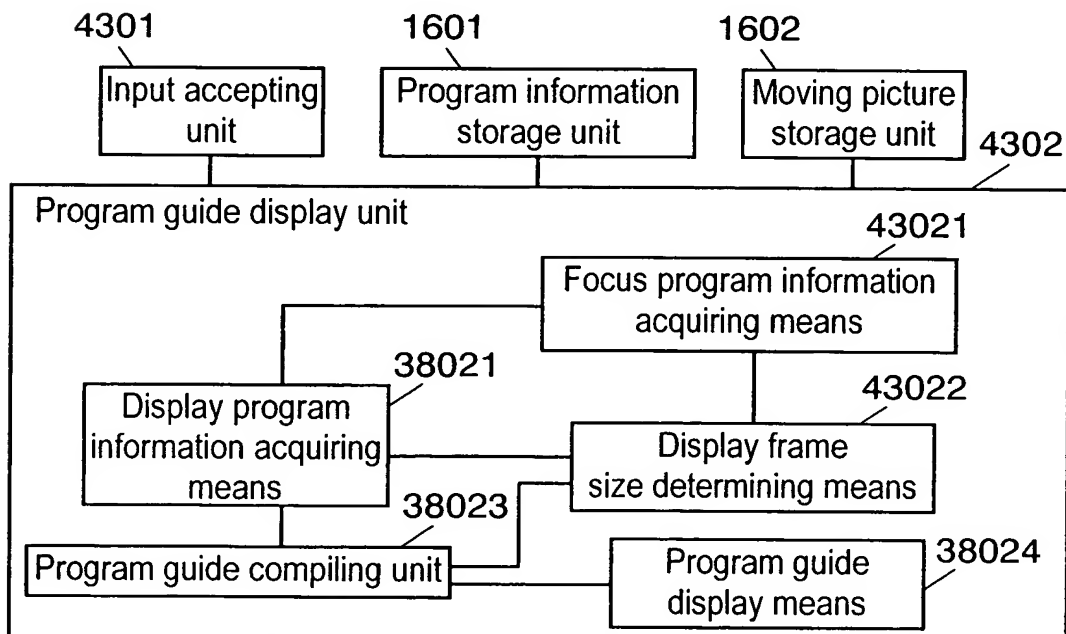 4301
1601
1602
Input accepting
unit
Program information
storage unit
Moving picture
storage unit
4302
Program guide display unit
43021
Focus program information
acquiring means
38021
Display program
information acquiring
means
43022
Display frame
size determining means
38023
Program guide compiling unit
38024
Program guide
display means